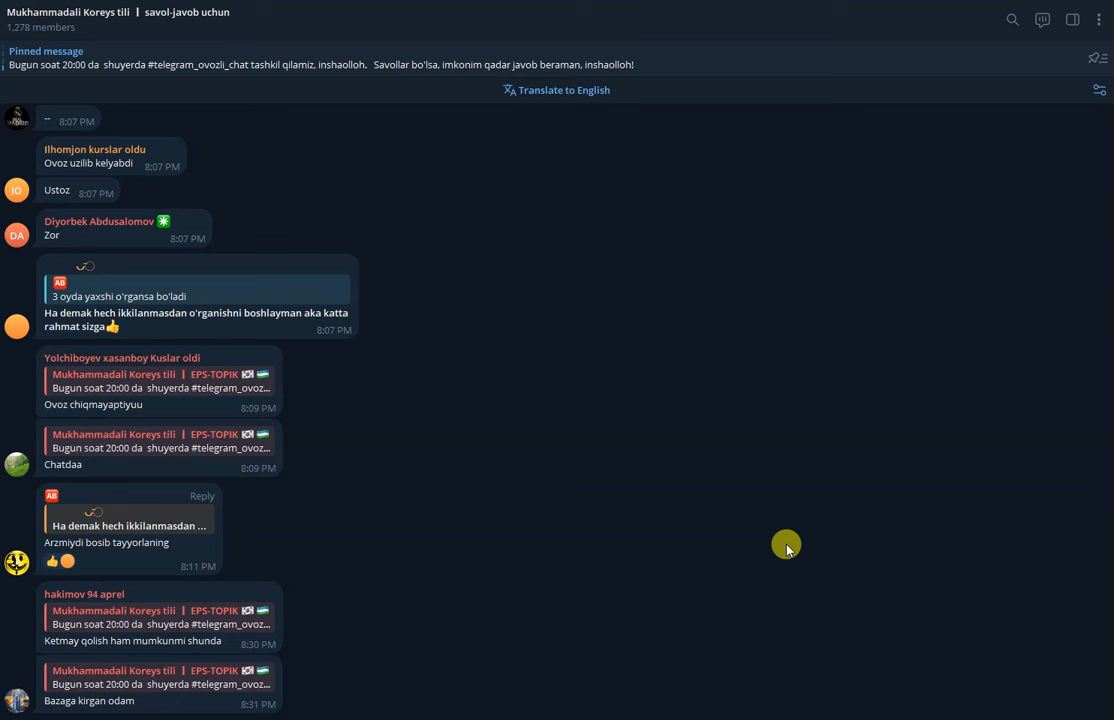 Mukhammadali Koreys tili | savol-javob uchun
1,278 members
Pinned message
Bugun soat 20:00 da shuyerda #telegram_ovozli_chat tashkil qilamiz, inshaolloh. Savollar bo'lsa, imkonim qadar javob beraman, inshaolloh!
Translate to English
-- 8:07 PM
Ilhomjon kurslar oldu
Ovoz uzilib kelyabdi 8:07 PM
IO
Ustoz 8:07 PM
Diyorbek Abdusalomov
DA
Zor 8:07 PM
AB
3 oyda yaxshi o'rgansa bo'ladi
Ha demak hech ikkilanmasdan o'rganishni boshlayman aka katta
rahmat sizga👍 8:07 PM
Yolchiboyev xasanboy Kuslar oldi
Mukhammadali Koreys tili | EPS-TOPIK 🇰🇷 🇺🇿
Bugun soat 20:00 da shuyerda #telegram_ovoz...
Ovoz chiqmayaptiyuu 8:09 PM
Mukhammadali Koreys tili | EPS-TOPIK 🇰🇷 🇺🇿
Bugun soat 20:00 da shuyerda #telegram_ovoz...
Chatdaa 8:09 PM
AB Reply
Ha demak hech ikkilanmasdan ...
Arzmiydi bosib tayyorlaning
👍 8:11 PM
hakimov 94 aprel
Mukhammadali Koreys tili | EPS-TOPIK 🇰🇷 🇺🇿
Bugun soat 20:00 da shuyerda #telegram_ovoz...
Ketmay qolish ham mumkunmi shunda 8:30 PM
Mukhammadali Koreys tili | EPS-TOPIK 🇰🇷 🇺🇿
Bugun soat 20:00 da shuyerda #telegram_ovoz...
Bazaga kirgan odam 8:31 PM